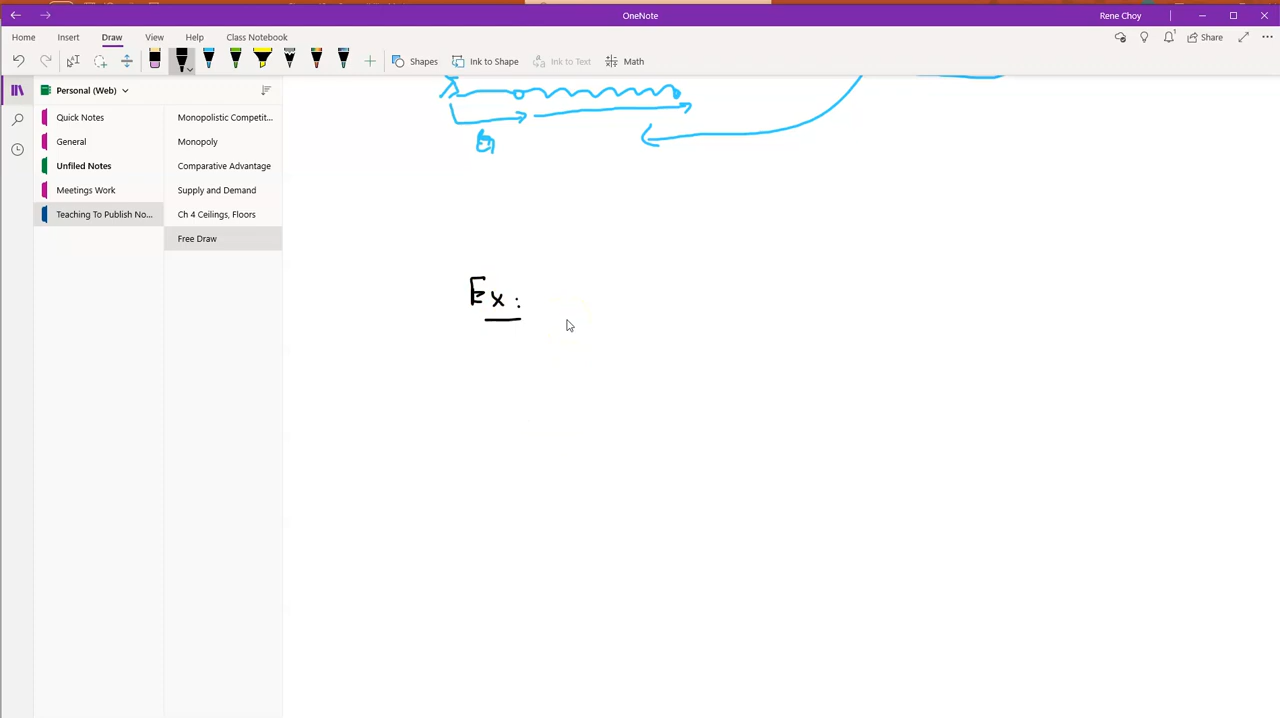 OneNote
Rene Choy
Home Insert Draw View Help Class Notebook
Share
Shapes Ink to Shape Ink to Text Math
Personal (Web)
Quick Notes
General
Unfiled Notes
Meetings Work
Teaching To Publish No...
Monopolistic Competit...
Monopoly
Comparative Advantage
Supply and Demand
Ch 4 Ceilings, Floors
Free Draw
Ex: